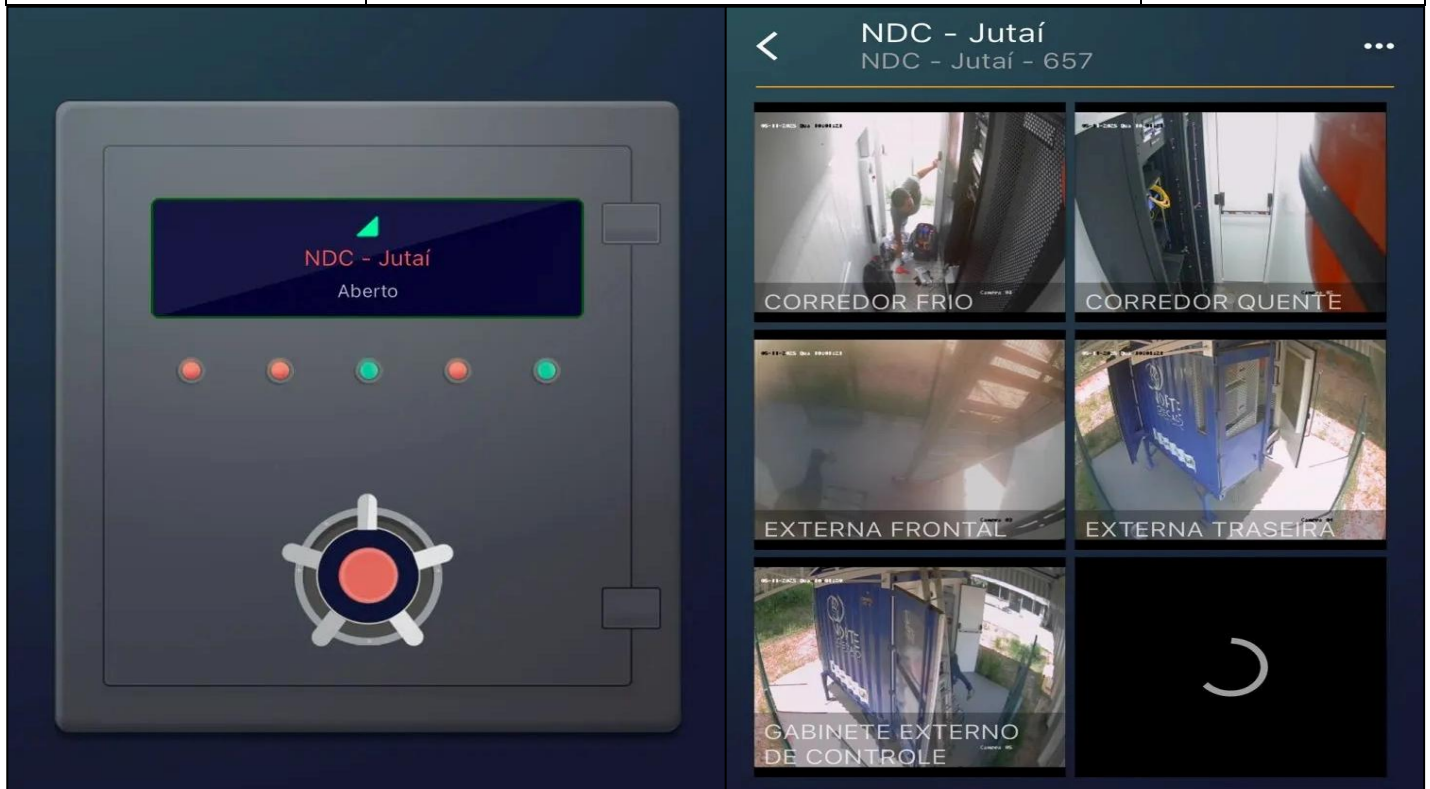 NDC - Jutaí
Aberto
NDC - Jutaí
NDC - Jutaí - 657
CORREDOR FRIO
CORREDOR QUENTE
EXTERNA FRONTAL
EXTERNA TRASEIRA
GABINETE EXTERNO
DE CONTROLE